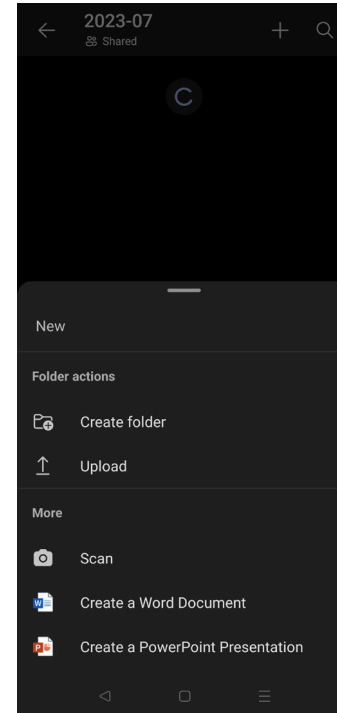 2023-07
Shared
New
Folder actions
Create folder
Upload
More
Scan
Create a Word Document
Create a PowerPoint Presentation